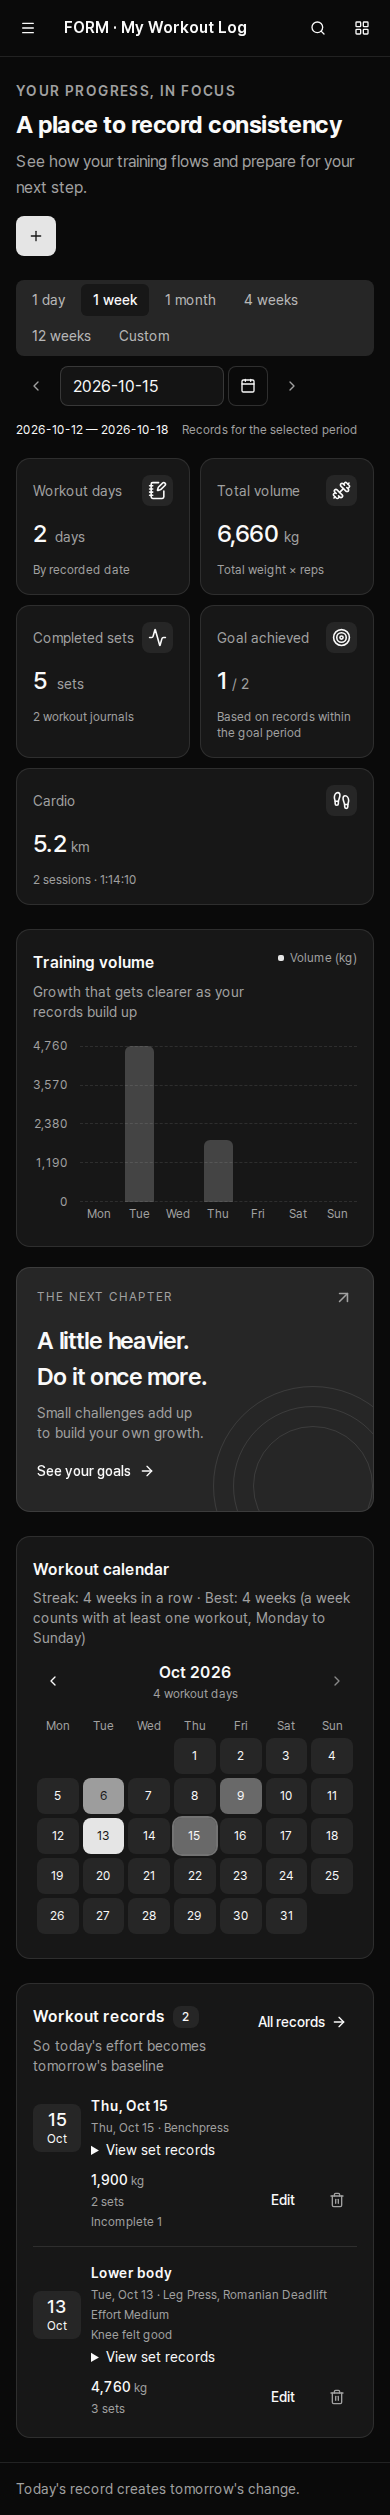 FORM · My Workout Log
YOUR PROGRESS, IN FOCUS
A place to record consistency
See how your training flows and prepare for your
next step.
1 day 1 week 1 month 4 weeks
12 weeks Custom
2026-10-15
2026-10-12 — 2026-10-18 Records for the selected period
Workout days
2 days
By recorded date
Total volume
6,660 kg
Total weight × reps
Completed sets
5 sets
2 workout journals
Goal achieved
1 / 2
Based on records within
the goal period
Cardio
5.2 km
2 sessions · 1:14:10
Training volume
Volume (kg)
Growth that gets clearer as your
records build up
4,760
3,570
2,380
1,190
0
Mon Tue Wed Thu Fri Sat Sun
THE NEXT CHAPTER
A little heavier.
Do it once more.
Small challenges add up
to build your own growth.
See your goals
Workout calendar
Streak: 4 weeks in a row · Best: 4 weeks (a week
counts with at least one workout, Monday to
Sunday)
Oct 2026
4 workout days
Mon Tue Wed Thu Fri Sat Sun
1 2 3 4
5 6 7 8 9 10 11
12 13 14 15 16 17 18
19 20 21 22 23 24 25
26 27 28 29 30 31
Workout records 2
All records
So today's effort becomes
tomorrow's baseline
15
Oct
Thu, Oct 15
Thu, Oct 15 · Benchpress
View set records
1,900 kg
2 sets
Incomplete 1
Edit
13
Oct
Lower body
Tue, Oct 13 · Leg Press, Romanian Deadlift
Effort Medium
Knee felt good
View set records
4,760 kg
3 sets
Edit
Today's record creates tomorrow's change.